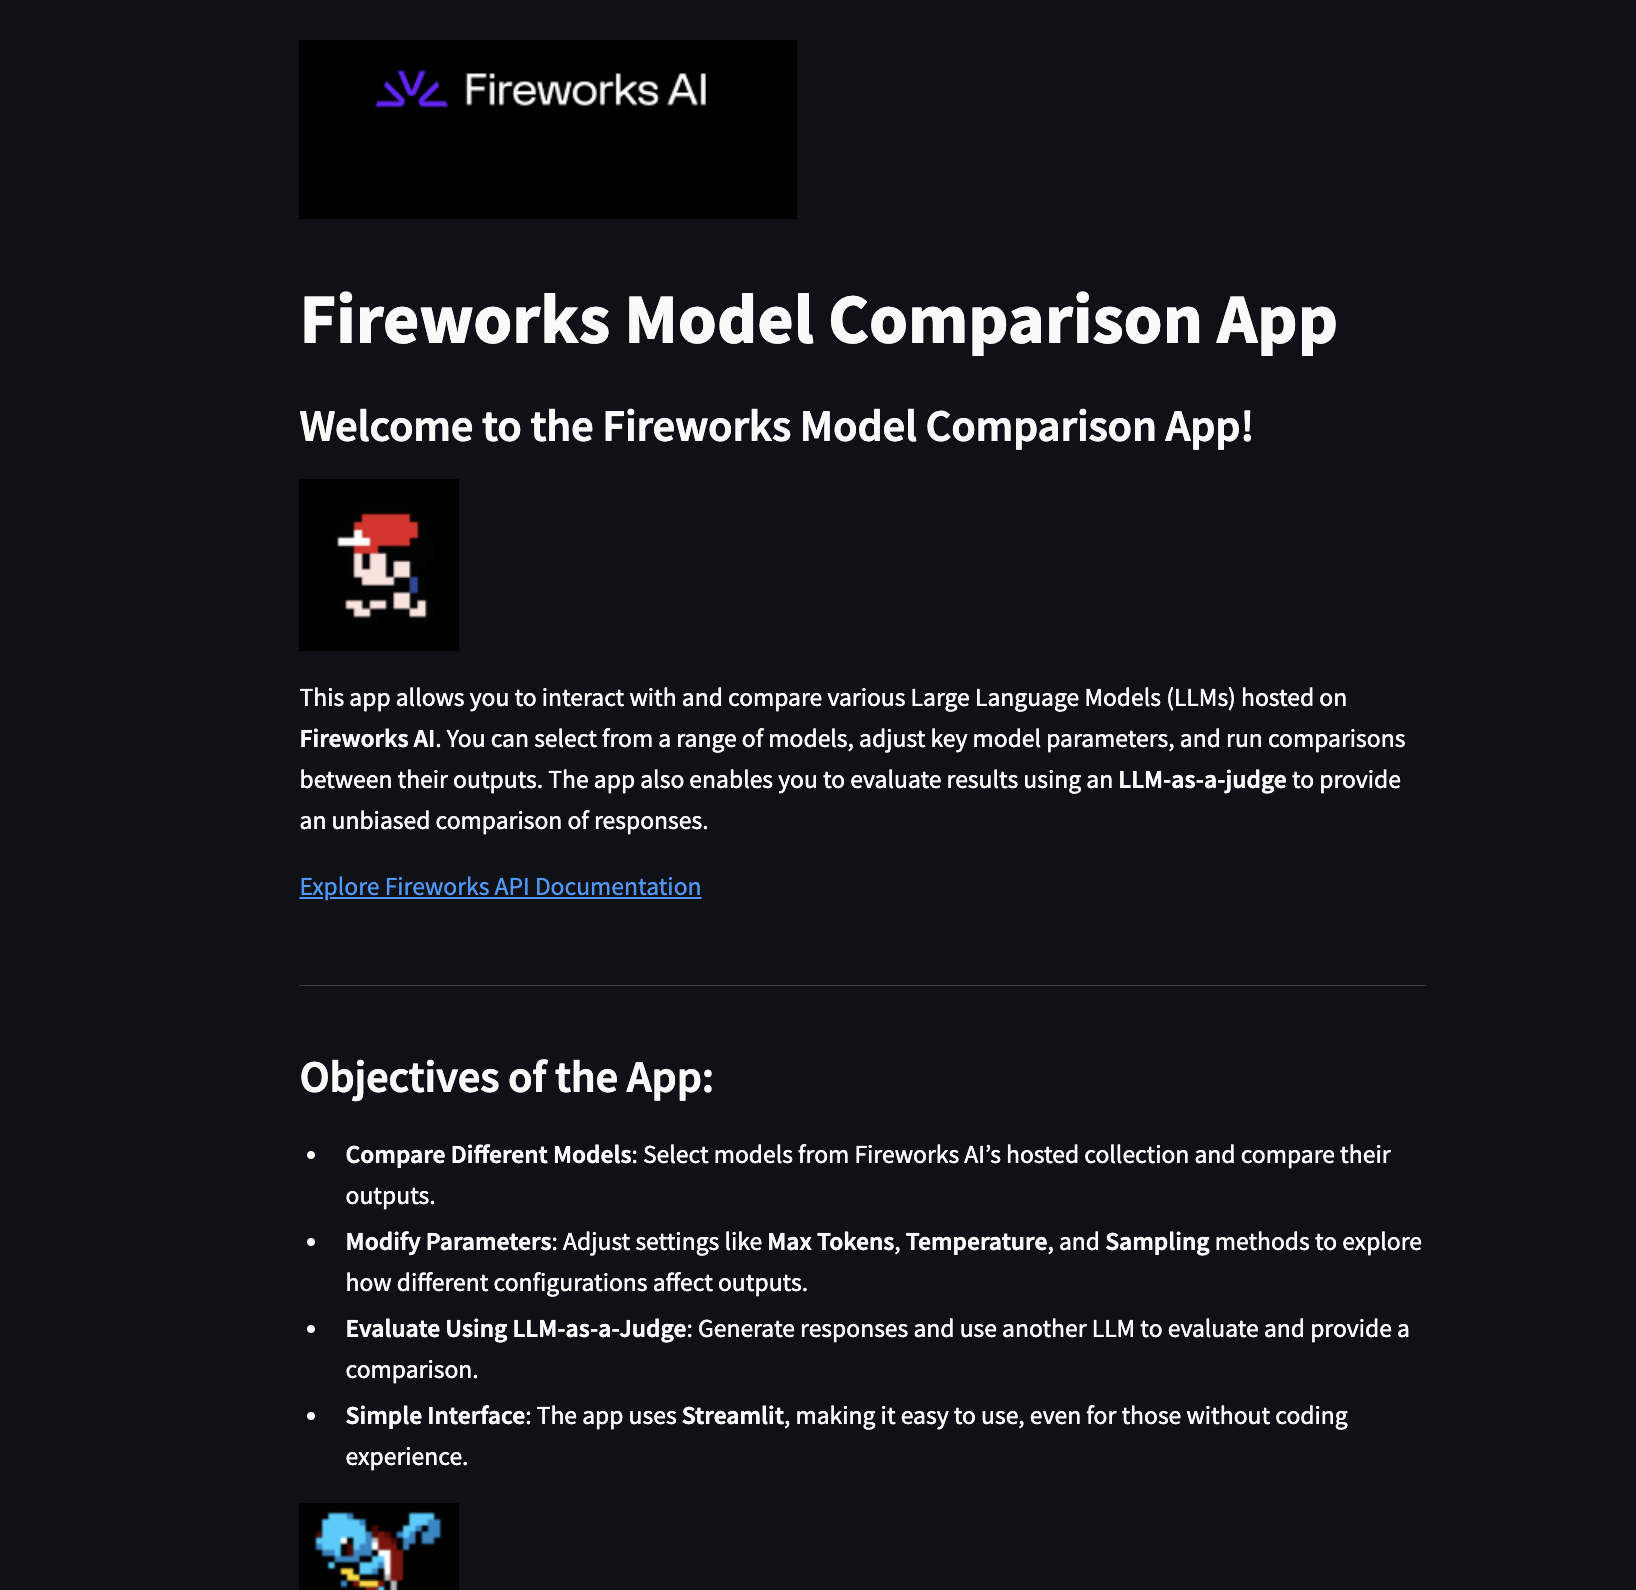 Fireworks AI
Fireworks Model Comparison App
Welcome to the Fireworks Model Comparison App!
This app allows you to interact with and compare various Large Language Models (LLMs) hosted on
Fireworks AI. You can select from a range of models, adjust key model parameters, and run comparisons
between their outputs. The app also enables you to evaluate results using an LLM-as-a-judge to provide
an unbiased comparison of responses.
Explore Fireworks API Documentation
Objectives of the App:
• Compare Different Models: Select models from Fireworks AI’s hosted collection and compare their
outputs.
• Modify Parameters: Adjust settings like Max Tokens, Temperature, and Sampling methods to explore
how different configurations affect outputs.
• Evaluate Using LLM-as-a-Judge: Generate responses and use another LLM to evaluate and provide a
comparison.
• Simple Interface: The app uses Streamlit, making it easy to use, even for those without coding
experience.